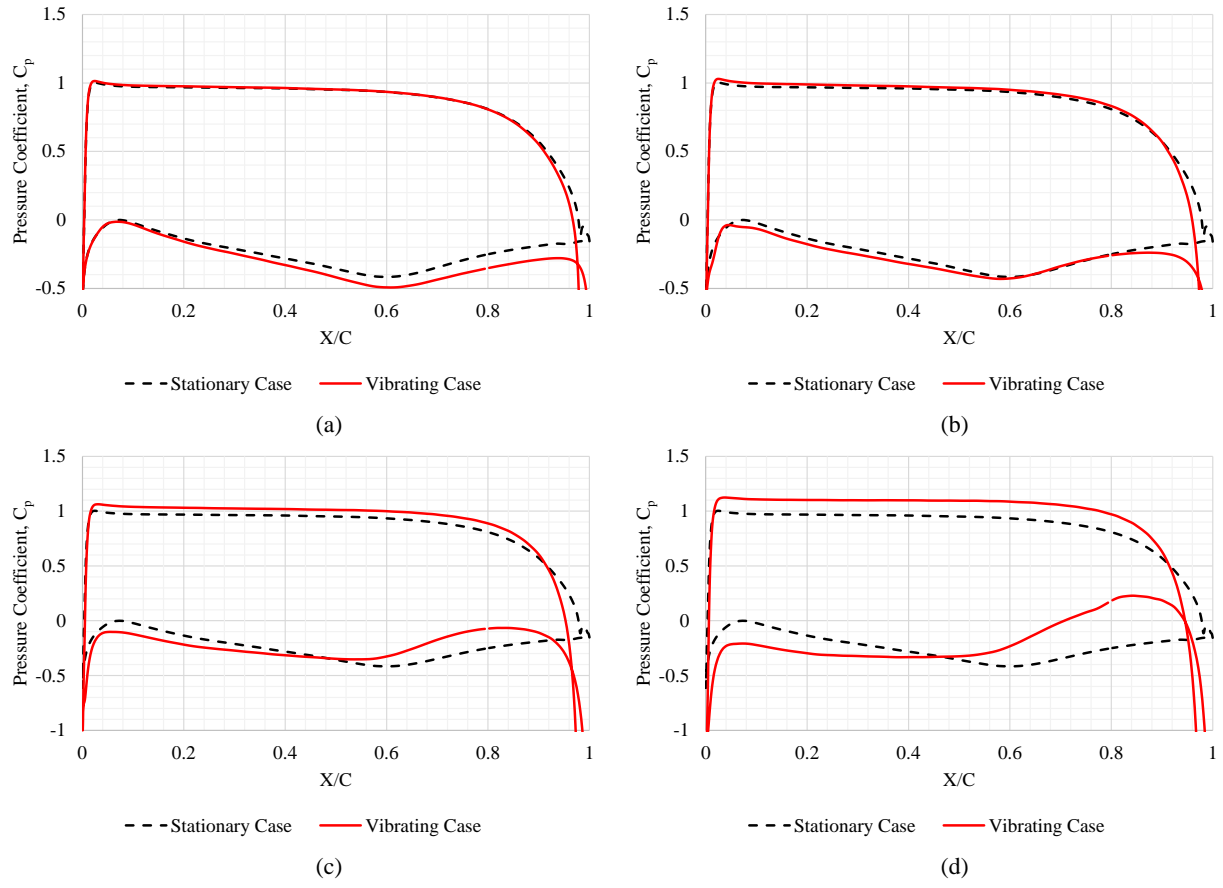 1.5
1
0.5
0
-0.5
Pressure Coefficient, Cp
0 0.2 0.4 0.6 0.8 1
X/C
Stationary Case Vibrating Case
(a)
1.5
1
0.5
0
-0.5
Pressure Coefficient, Cp
0 0.2 0.4 0.6 0.8 1
X/C
Stationary Case Vibrating Case
(b)
1.5
1
0.5
0
-0.5
-1
Pressure Coefficient, Cp
0 0.2 0.4 0.6 0.8 1
X/C
Stationary Case Vibrating Case
(c)
1.5
1
0.5
0
-0.5
-1
Pressure Coefficient, Cp
0 0.2 0.4 0.6 0.8 1
X/C
Stationary Case Vibrating Case
(d)